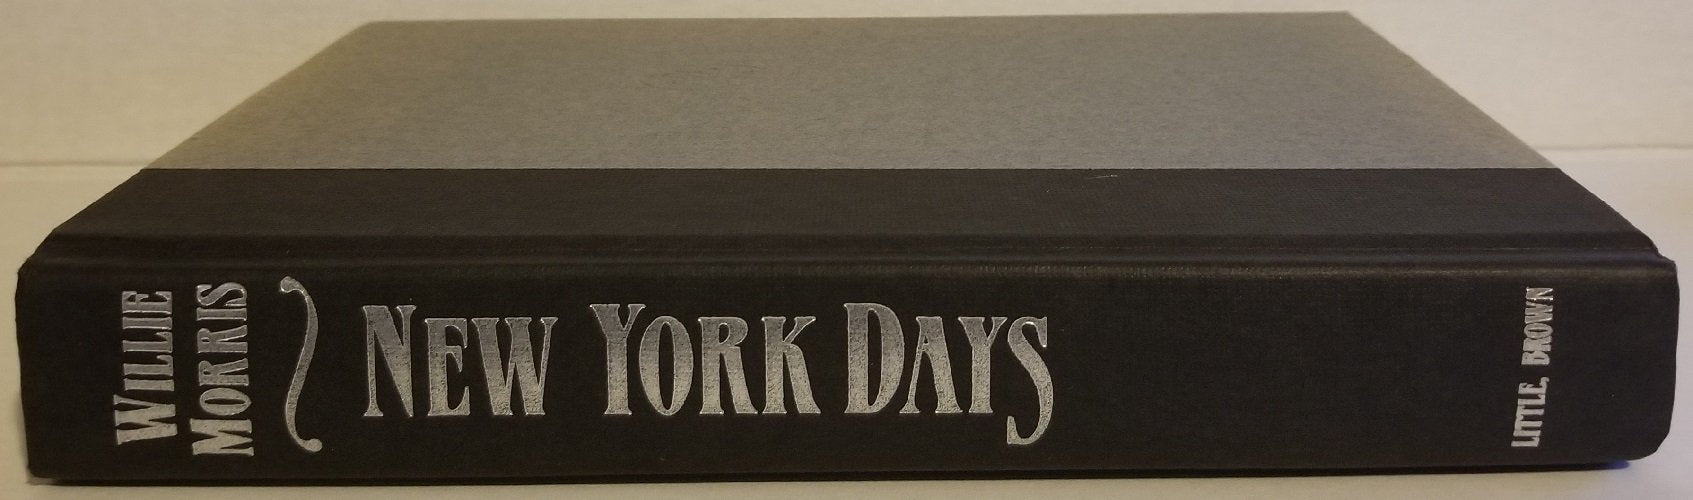 WILLIE
MORRIS
NEW YORK DAYS
LITTLE, BROWN